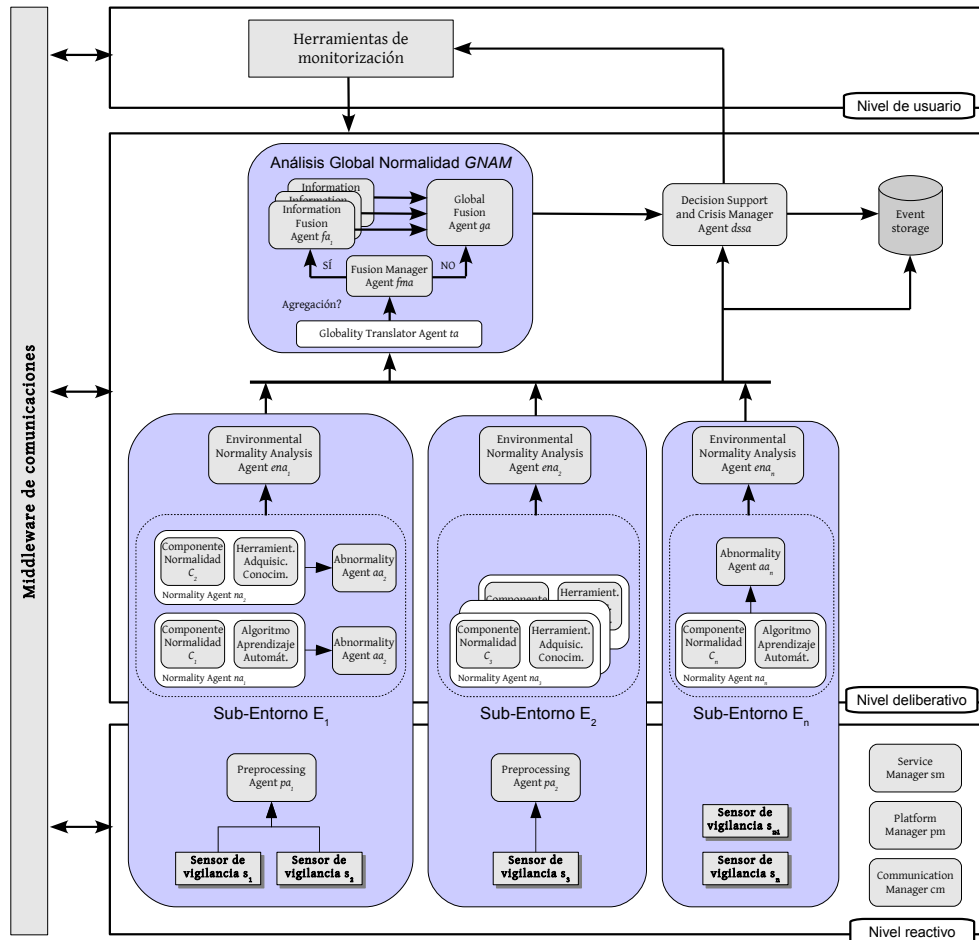 Middleware de comunicaciones
Herramientas de
monitorización
Nivel de usuario
Análisis Global Normalidad GNAM
Information
Information
Information
Fusion
Agent fa1
Global
Fusion
Agent ga
SÍ
NO
Fusion Manager
Agent fma
Agregación?
Globality Translator Agent ta
Decision Support
and Crisis Manager
Agent dssa
Event
storage
Environmental
Normality Analysis
Agent ena1
Componente
Normalidad
C2
Herramient.
Adquisic.
Conocim.
Normality Agent na2
Abnormality
Agent aa2
Componente
Normalidad
C1
Algoritmo
Aprendizaje
Automát.
Normality Agent na1
Abnormality
Agent aa2
Sub-Entorno E1
Environmental
Normality Analysis
Agent ena2
Componente
Herramient.
Componente
Normalidad
C3
Herramient.
Adquisic.
Conocim.
Normality Agent na3
Sub-Entorno E2
Environmental
Normality Analysis
Agent enan
Abnormality
Agent aan
Componente
Normalidad
Cn
Algoritmo
Aprendizaje
Automát.
Normality Agent nan
Sub-Entorno En
Nivel deliberativo
Preprocessing
Agent pa1
Sensor de
vigilancia s1
Sensor de
vigilancia s2
Preprocessing
Agent pa2
Sensor de
vigilancia s3
Sensor de
vigilancia sn1
Sensor de
vigilancia sn
Service
Manager sm
Platform
Manager pm
Communication
Manager cm
Nivel reactivo